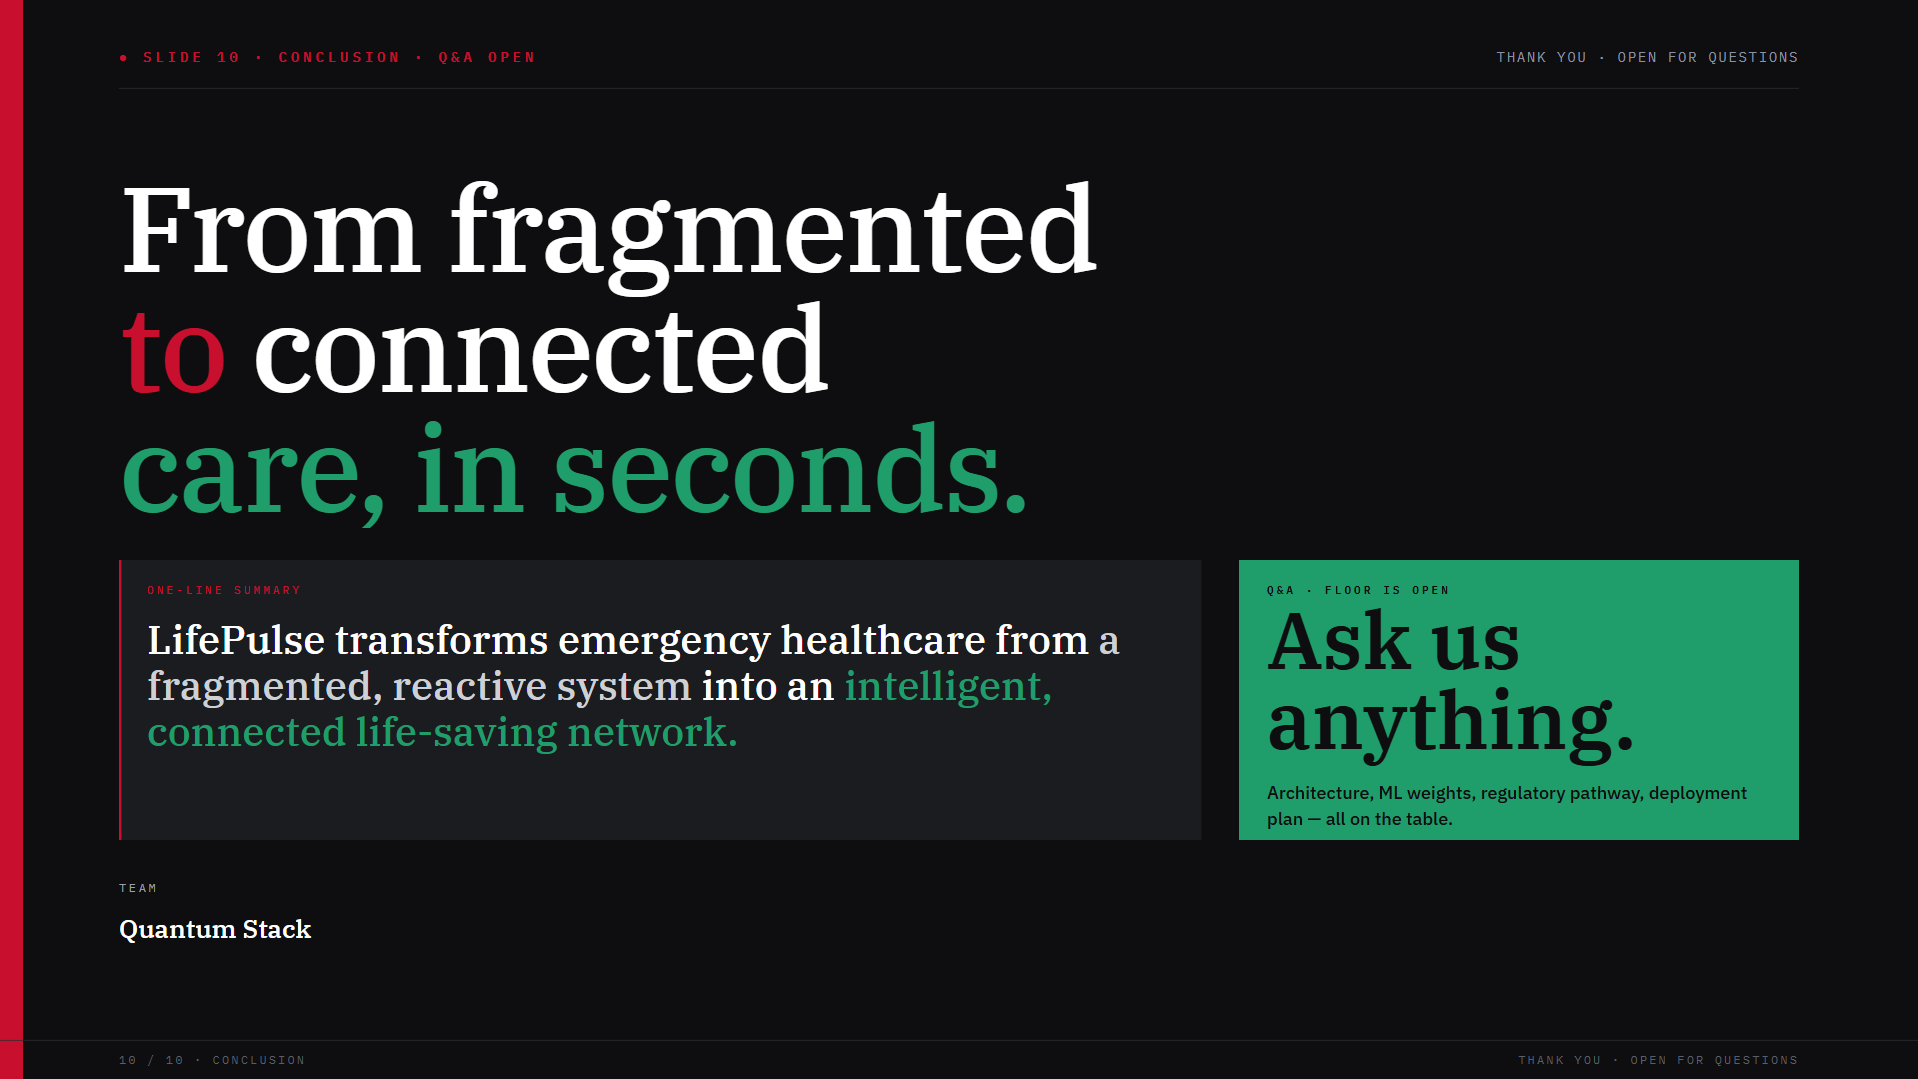 • SLIDE 10 · CONCLUSION · Q&A OPEN
THANK YOU · OPEN FOR QUESTIONS
From fragmented
to connected
care, in seconds.
ONE-LINE SUMMARY
LifePulse transforms emergency healthcare from a
fragmented, reactive system into an intelligent,
connected life-saving network.
Q&A · FLOOR IS OPEN
Ask us
anything.
Architecture, ML weights, regulatory pathway, deployment
plan — all on the table.
TEAM
Quantum Stack
10 / 10 · CONCLUSION
THANK YOU · OPEN FOR QUESTIONS